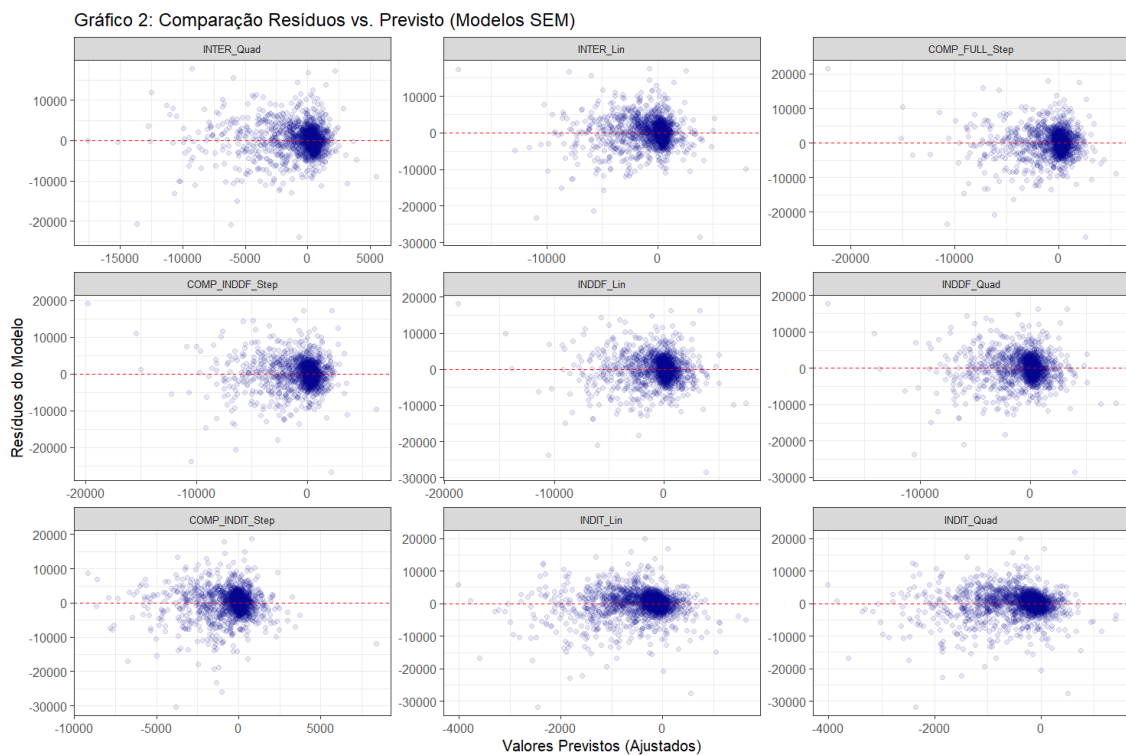 Gráfico 2: Comparação Resíduos vs. Previsto (Modelos SEM)
INTER_Quad
INTER_Lin
COMP_FULL_Step
10000
0
-10000
-20000
-15000 -10000 -5000 0 5000
10000
0
-10000
-20000
-30000
-10000 0
20000
10000
0
-10000
-20000
-20000 -10000 0
COMP_INDDF_Step
INDDF_Lin
INDDF_Quad
20000
10000
0
-10000
-20000
-20000 -10000 0
20000
10000
0
-10000
-20000
-30000
-20000 -10000 0
20000
10000
0
-10000
-20000
-30000
-10000 0
COMP_INDIT_Step
INDIT_Lin
INDIT_Quad
20000
10000
0
-10000
-20000
-30000
-10000 -5000 0 5000
20000
10000
0
-10000
-20000
-30000
-4000 -2000 0
20000
10000
0
-10000
-20000
-30000
-4000 -2000 0
Resíduos do Modelo
Valores Previstos (Ajustados)